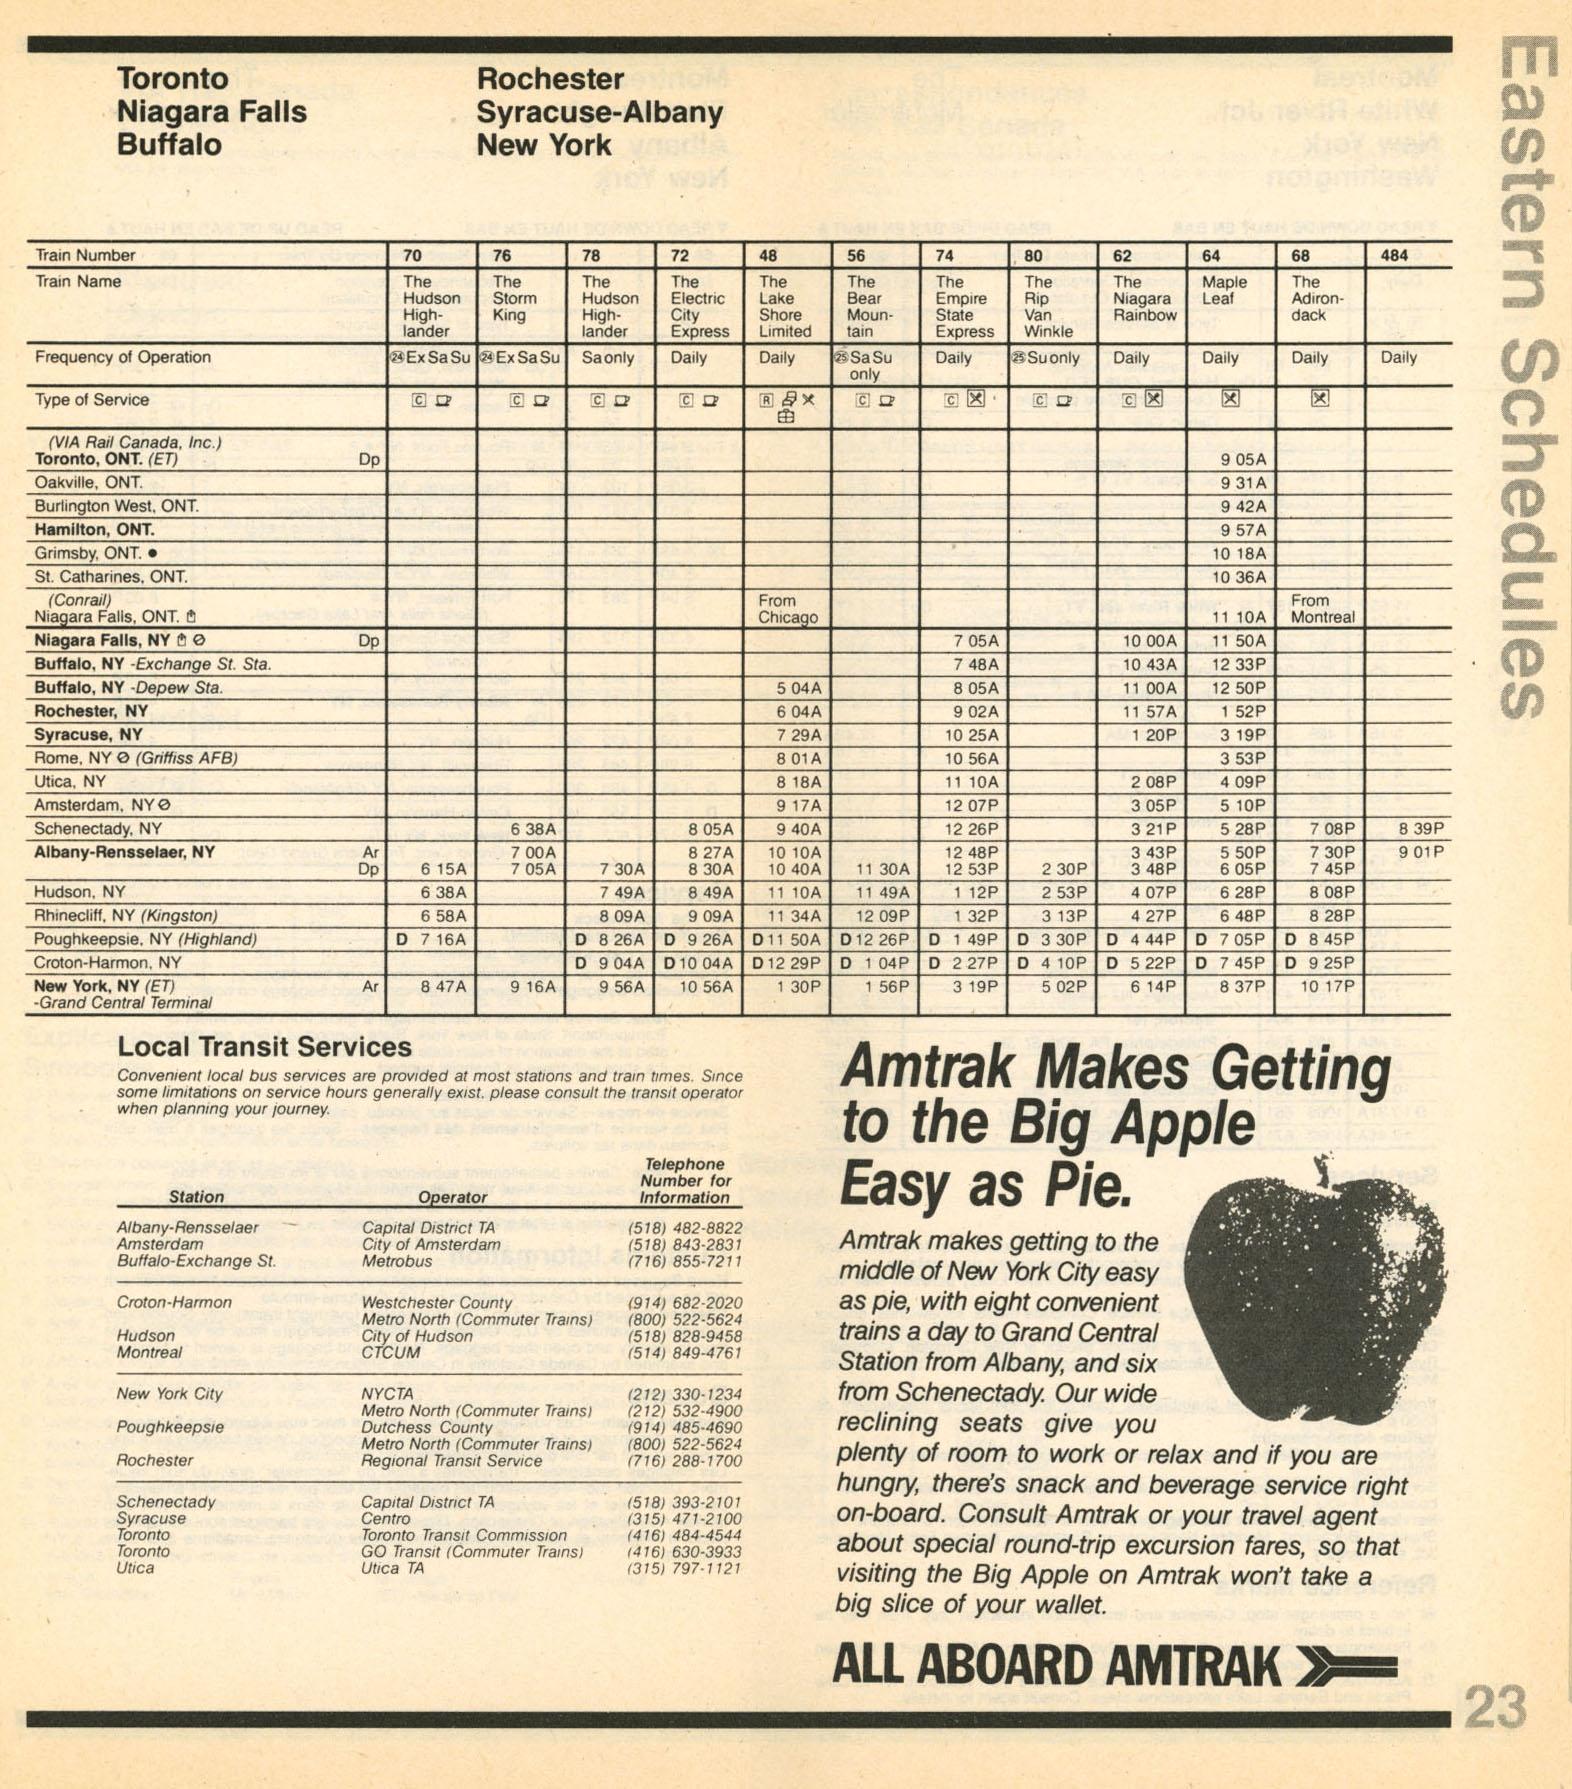 Eastern Schedules
Toronto
Niagara Falls
Buffalo
Rochester
Syracuse-Albany
New York
Train Number 70 76 78 72 48 56 74 80 62 64 68 484
Train Name The Hudson High-lander The Storm King The Hudson High-lander The Electric City Express The Lake Shore Limited The Bear Moun-tain The Empire State Express The Rip Van Winkle The Niagara Rainbow Maple Leaf The Adiron-dack
Frequency of Operation ㉔Ex Sa Su ㉔Ex Sa Su Sa only Daily Daily ㉕Sa Su only Daily ㉕Su only Daily Daily Daily Daily
Type of Service C C C C R C C C C
(VIA Rail Canada, Inc.)
Toronto, ONT. (ET) Dp 9 05A
Oakville, ONT. 9 31A
Burlington West, ONT. 9 42A
Hamilton, ONT. 9 57A
Grimsby, ONT. ● 10 18A
St. Catharines, ONT. 10 36A
(Conrail) From Chicago From Montreal
Niagara Falls, ONT. 11 10A
Niagara Falls, NY ⊘ Dp 7 05A 10 00A 11 50A
Buffalo, NY -Exchange St. Sta. 7 48A 10 43A 12 33P
Buffalo, NY -Depew Sta. 5 04A 8 05A 11 00A 12 50P
Rochester, NY 6 04A 9 02A 11 57A 1 52P
Syracuse, NY 7 29A 10 25A 1 20P 3 19P
Rome, NY ⊘ (Griffiss AFB) 8 01A 10 56A 3 53P
Utica, NY 8 18A 11 10A 2 08P 4 09P
Amsterdam, NY ⊘ 9 17A 12 07P 3 05P 5 10P
Schenectady, NY 6 38A 8 05A 9 40A 12 26P 3 21P 5 28P 7 08P 8 39P
Albany-Rensselaer, NY Ar 7 00A 8 27A 10 10A 12 48P 3 43P 5 50P 7 30P 9 01P
Dp 6 15A 7 05A 7 30A 8 30A 10 40A 11 30A 12 53P 2 30P 3 48P 6 05P 7 45P
Hudson, NY 6 38A 7 49A 8 49A 11 10A 11 49A 1 12P 2 53P 4 07P 6 28P 8 08P
Rhinecliff, NY (Kingston) 6 58A 8 09A 9 09A 11 34A 12 09P 1 32P 3 13P 4 27P 6 48P 8 28P
Poughkeepsie, NY (Highland) D 7 16A D 8 26A D 9 26A D 11 50A D 12 26P D 1 49P D 3 30P D 4 44P D 7 05P D 8 45P
Croton-Harmon, NY D 9 04A D 10 04A D 12 29P D 1 04P D 2 27P D 4 10P D 5 22P D 7 45P D 9 25P
New York, NY (ET) Ar 8 47A 9 16A 9 56A 10 56A 1 30P 1 56P 3 19P 5 02P 6 14P 8 37P 10 17P
-Grand Central Terminal
Local Transit Services
Convenient local bus services are provided at most stations and train times. Since
some limitations on service hours generally exist, please consult the transit operator
when planning your journey.
Station Operator Telephone Number for Information
Albany-Rensselaer Capital District TA (518) 482-8822
Amsterdam City of Amsterdam (518) 843-2831
Buffalo-Exchange St. Metrobus (716) 855-7211
Croton-Harmon Westchester County (914) 682-2020
Metro North (Commuter Trains) (800) 522-5624
Hudson City of Hudson (518) 828-9458
Montreal CTCUM (514) 849-4761
New York City NYCTA (212) 330-1234
Metro North (Commuter Trains) (212) 532-4900
Poughkeepsie Dutchess County (914) 485-4690
Metro North (Commuter Trains) (800) 522-5624
Rochester Regional Transit Service (716) 288-1700
Schenectady Capital District TA (518) 393-2101
Syracuse Centro (315) 471-2100
Toronto Toronto Transit Commission (416) 484-4544
Toronto GO Transit (Commuter Trains) (416) 630-3933
Utica Utica TA (315) 797-1121
Amtrak Makes Getting
to the Big Apple
Easy as Pie.
Amtrak makes getting to the
middle of New York City easy
as pie, with eight convenient
trains a day to Grand Central
Station from Albany, and six
from Schenectady. Our wide
reclining seats give you
plenty of room to work or relax and if you are
hungry, there's snack and beverage service right
on-board. Consult Amtrak or your travel agent
about special round-trip excursion fares, so that
visiting the Big Apple on Amtrak won't take a
big slice of your wallet.
ALL ABOARD AMTRAK
23